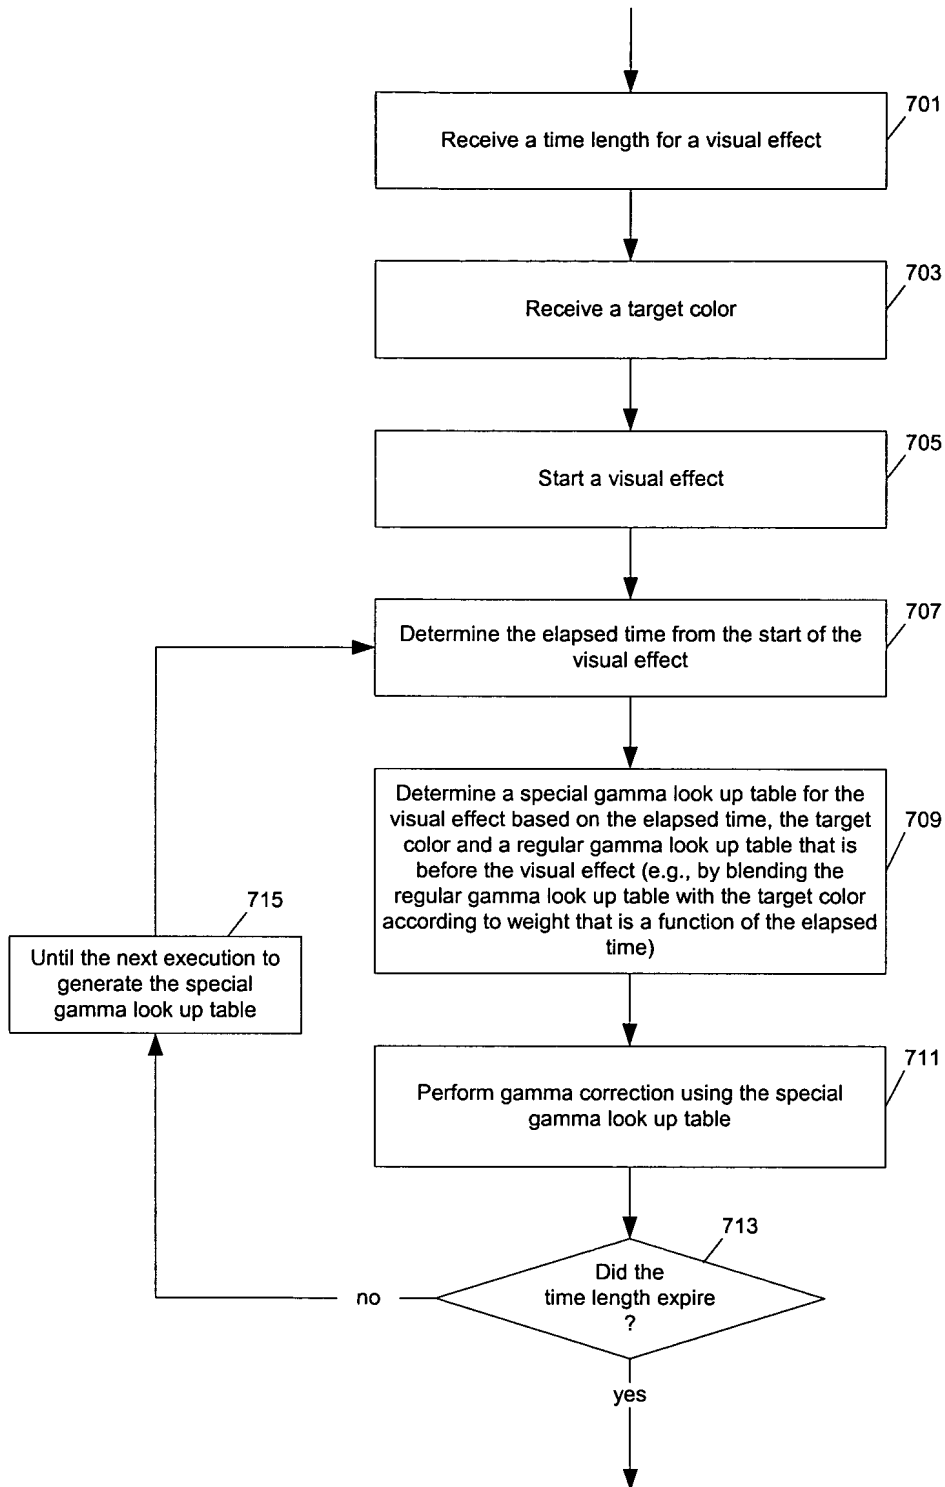 701
Receive a time length for a visual effect
703
Receive a target color
705
Start a visual effect
707
Determine the elapsed time from the start of the
visual effect
709
Determine a special gamma look up table for the
visual effect based on the elapsed time, the target
color and a regular gamma look up table that is
before the visual effect (e.g., by blending the
regular gamma look up table with the target color
according to weight that is a function of the elapsed
time)
715
Until the next execution to
generate the special
gamma look up table
711
Perform gamma correction using the special
gamma look up table
713
Did the
time length expire
?
no
yes